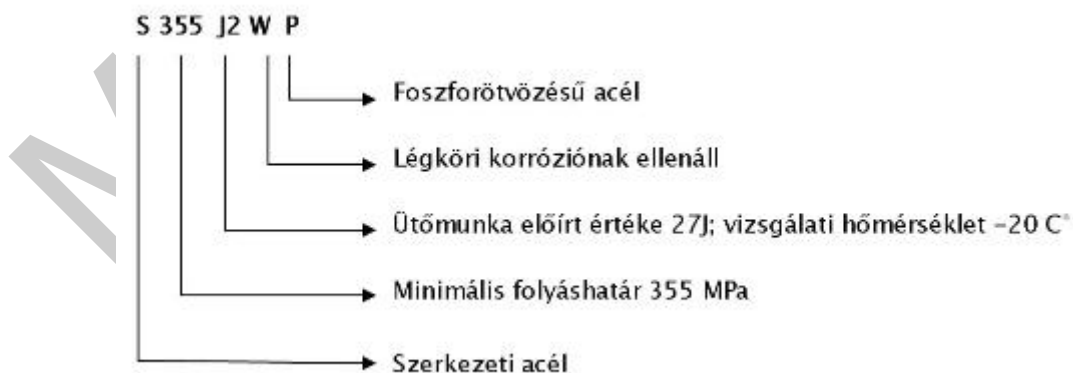 S 355 J2 W P
Foszforötvözésű acél
Légköri korróziónak ellenáll
Ütőmunka előírt értéke 27J; vizsgálati hőmérséklet -20 C°
Minimális folyáshatár 355 MPa
Szerkezeti acél